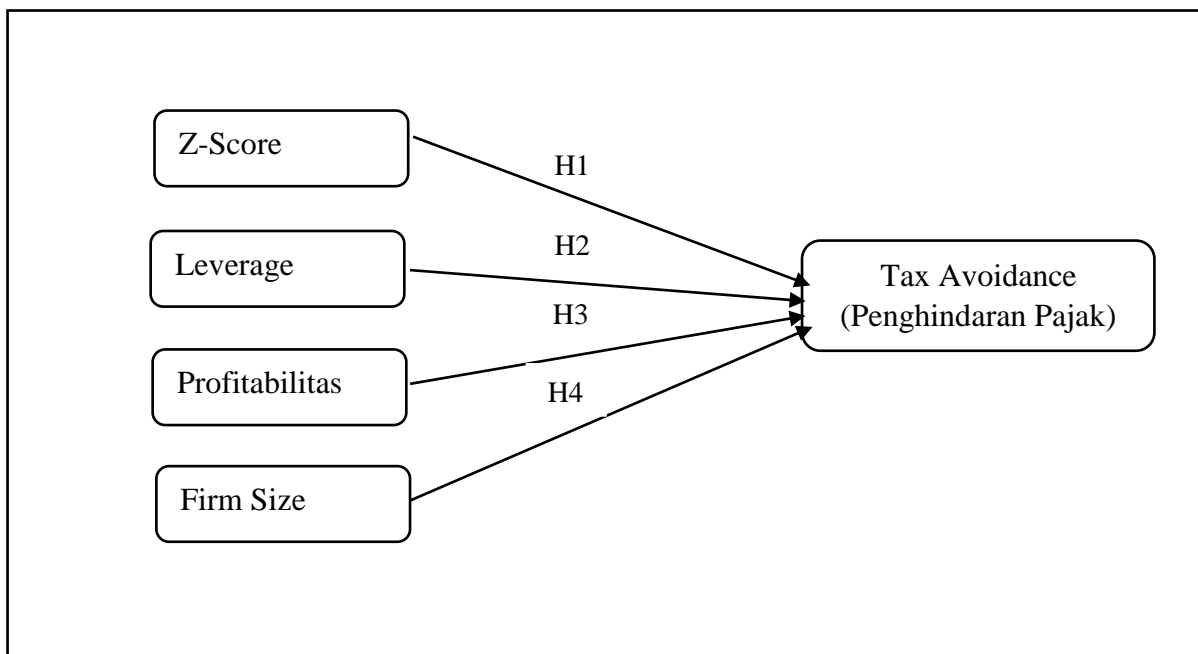 Z-Score
H1
Leverage
H2
Tax Avoidance
(Penghindaran Pajak)
H3
Profitabilitas
H4
Firm Size